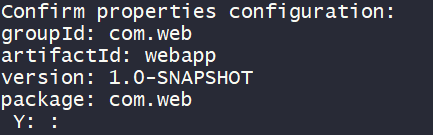 Confirm properties configuration:
groupId: com.web
artifactId: webapp
version: 1.0-SNAPSHOT
package: com.web
 Y: :